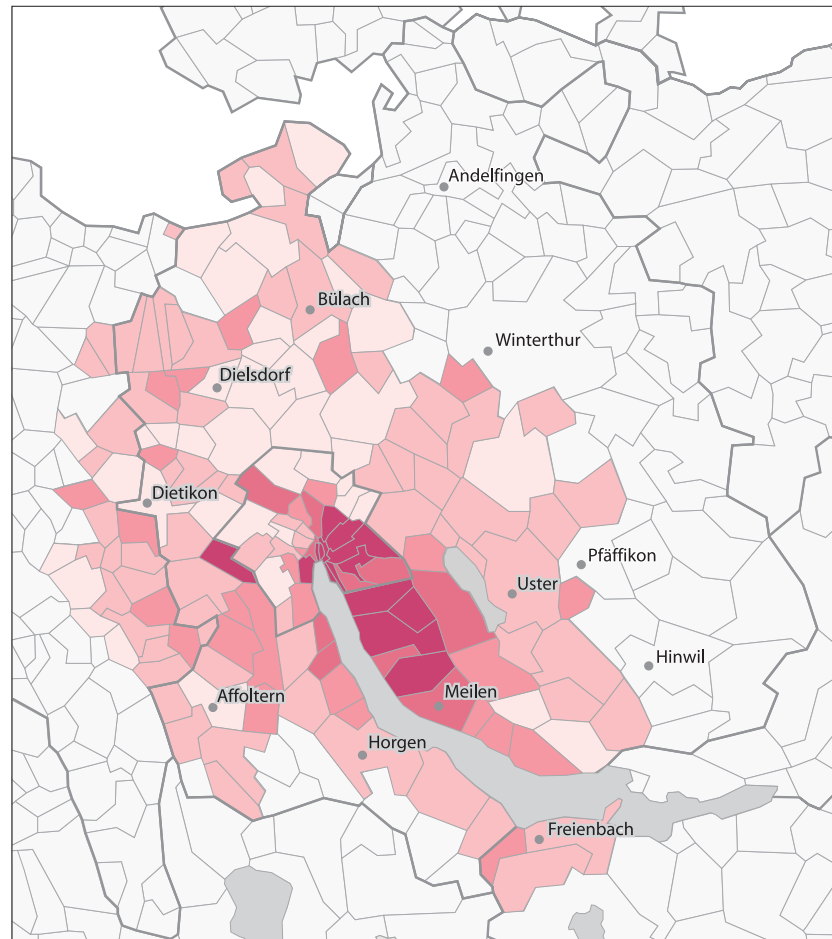 Andelfingen
Bülach
Winterthur
Dielsdorf
Dietikon
Pfäffikon
Uster
Hinwil
Affoltern
Meilen
Horgen
Freienbach